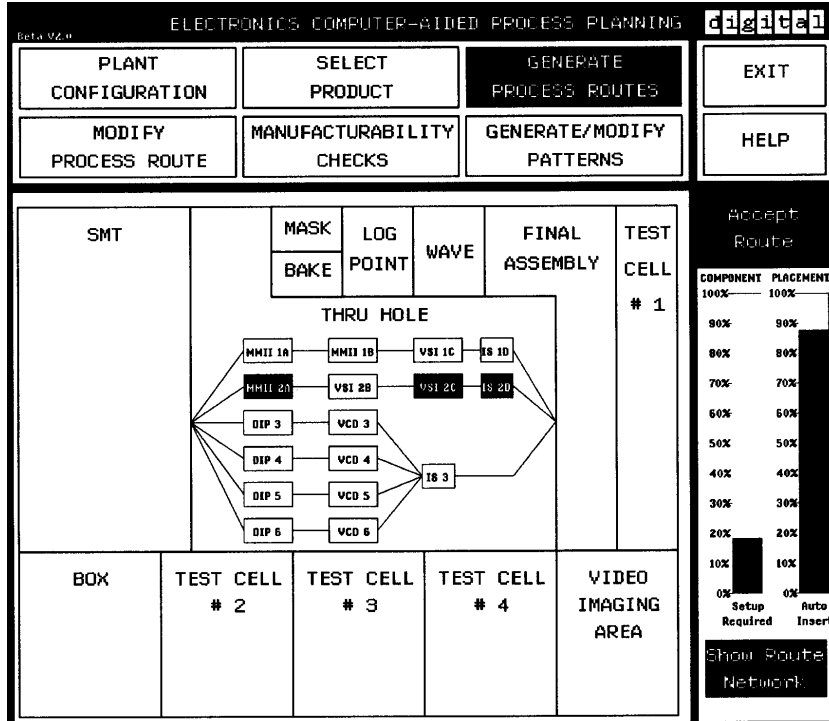 Beta V2.0
ELECTRONICS COMPUTER-AIDED PROCESS PLANNING
digital
PLANT
CONFIGURATION
SELECT
PRODUCT
GENERATE
PROCESS ROUTES
EXIT
MODIFY
PROCESS ROUTE
MANUFACTURABILITY
CHECKS
GENERATE/MODIFY
PATTERNS
HELP
SMT
MASK
BAKE
LOG
POINT
WAVE
FINAL
ASSEMBLY
TEST
CELL
# 1
THRU HOLE
MMII 1A
MMII 1B
VSI 1C
IS 1D
MMII 2A
VSI 2B
VSI 2C
IS 2D
DIP 3
VCD 3
DIP 4
VCD 4
IS 3
DIP 5
VCD 5
DIP 6
VCD 6
BOX
TEST CELL
# 2
TEST CELL
# 3
TEST CELL
# 4
VIDEO
IMAGING
AREA
Accept
Route
COMPONENT PLACEMENT
100% 100%
90% 90%
80% 80%
70% 70%
60% 60%
50% 50%
40% 40%
30% 30%
20% 20%
10% 10%
0% 0%
Setup
Required
Auto
Insert
Show Route
Network